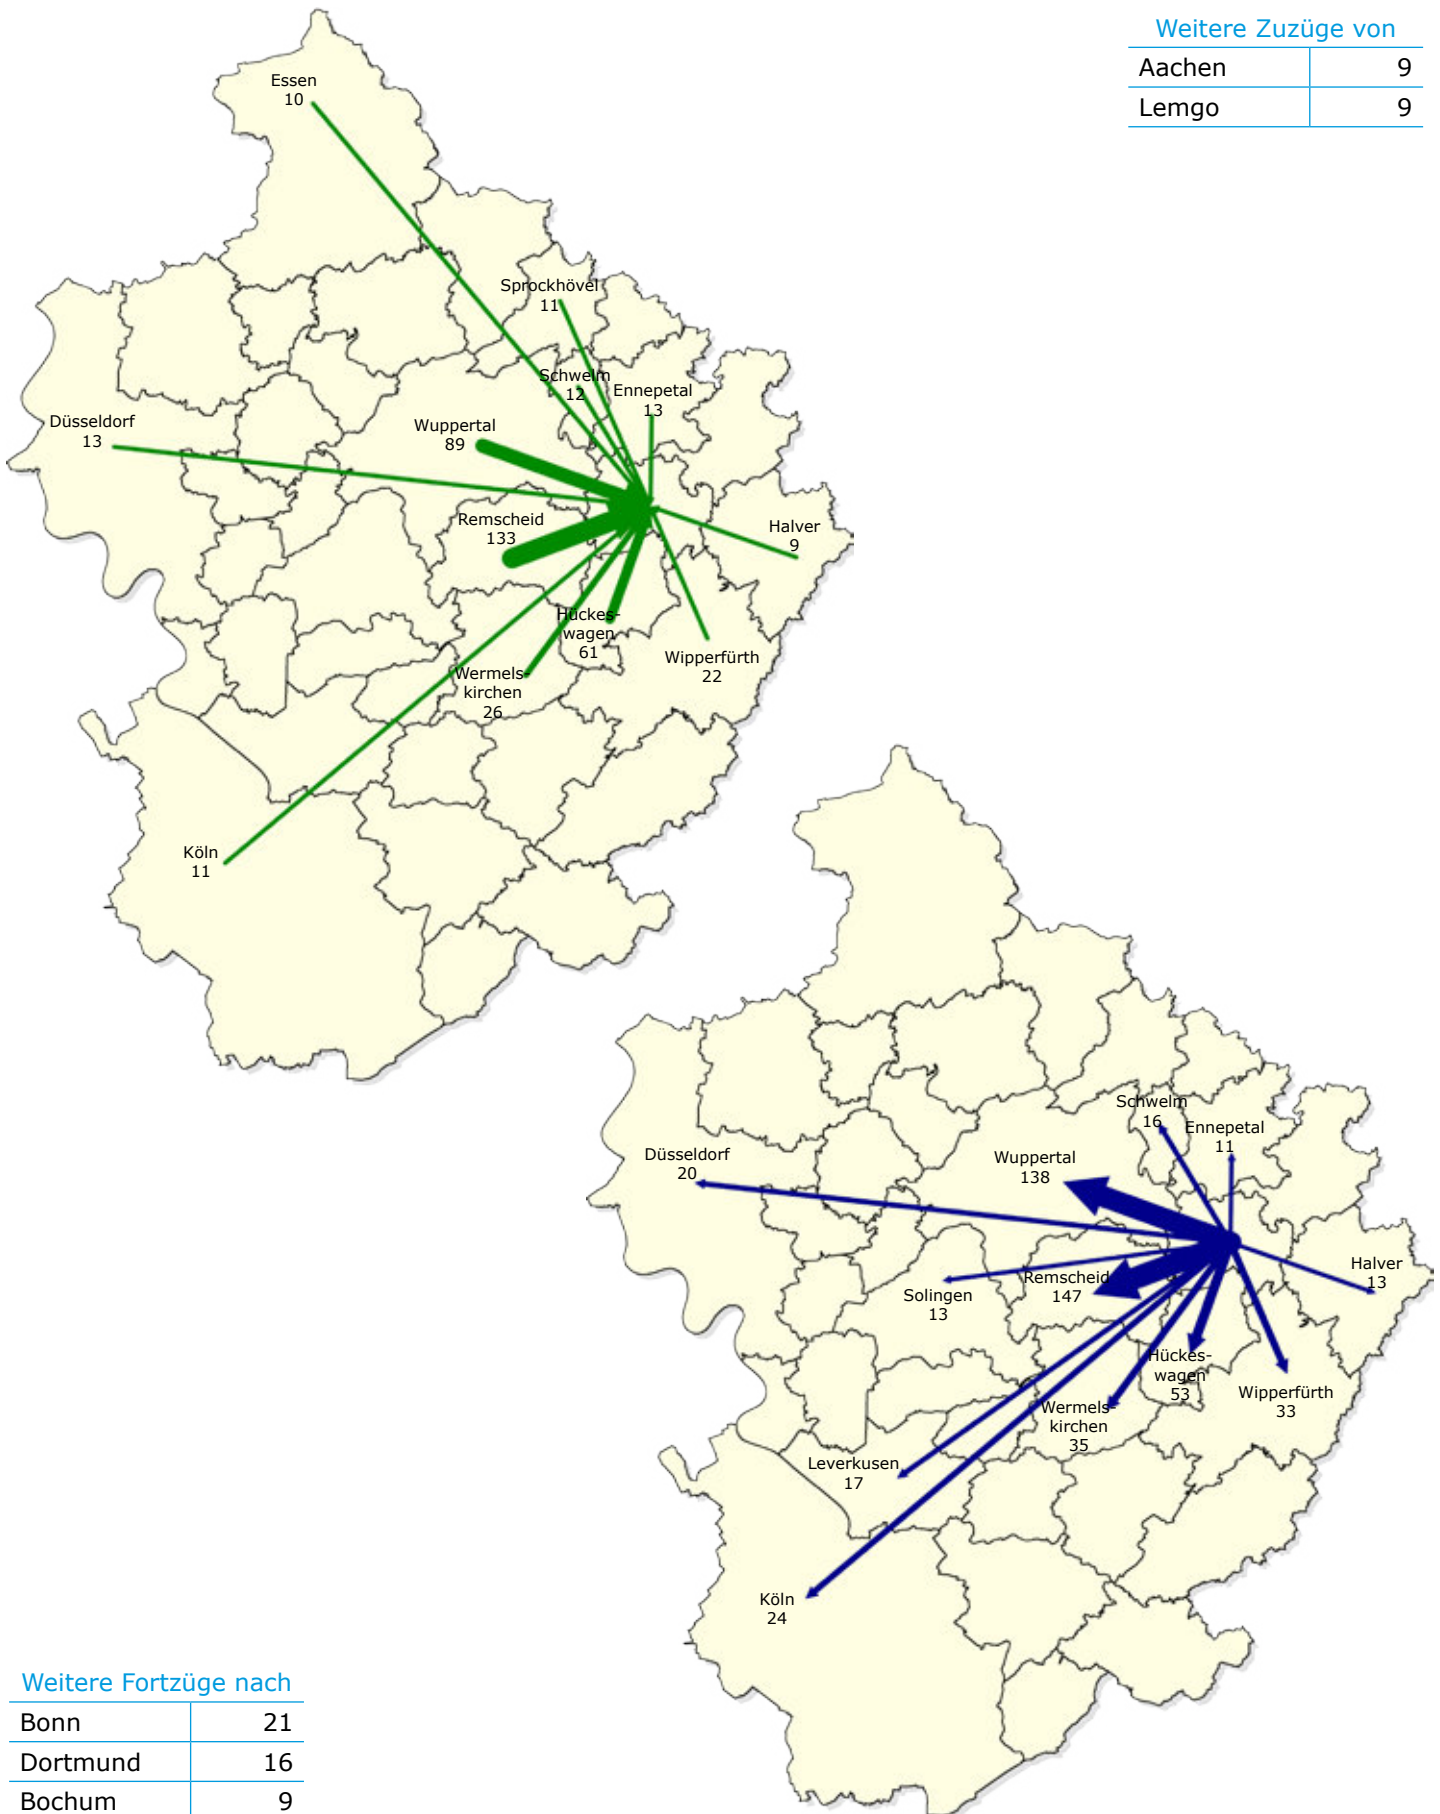 Weitere Zuzüge von
Aachen 9
Lemgo 9
Essen
10
Sprockhövel
11
Schwelm
12
Ennepetal
13
Düsseldorf
13
Wuppertal
89
Remscheid
133
Halver
9
Hückes-
wagen
61
Wipperfürth
22
Wermels-
kirchen
26
Köln
11
Schwelm
16
Ennepetal
11
Düsseldorf
20
Wuppertal
138
Halver
13
Remscheid
147
Solingen
13
Hückes-
wagen
53
Wipperfürth
33
Wermels-
kirchen
35
Leverkusen
17
Köln
24
Weitere Fortzüge nach
Bonn 21
Dortmund 16
Bochum 9